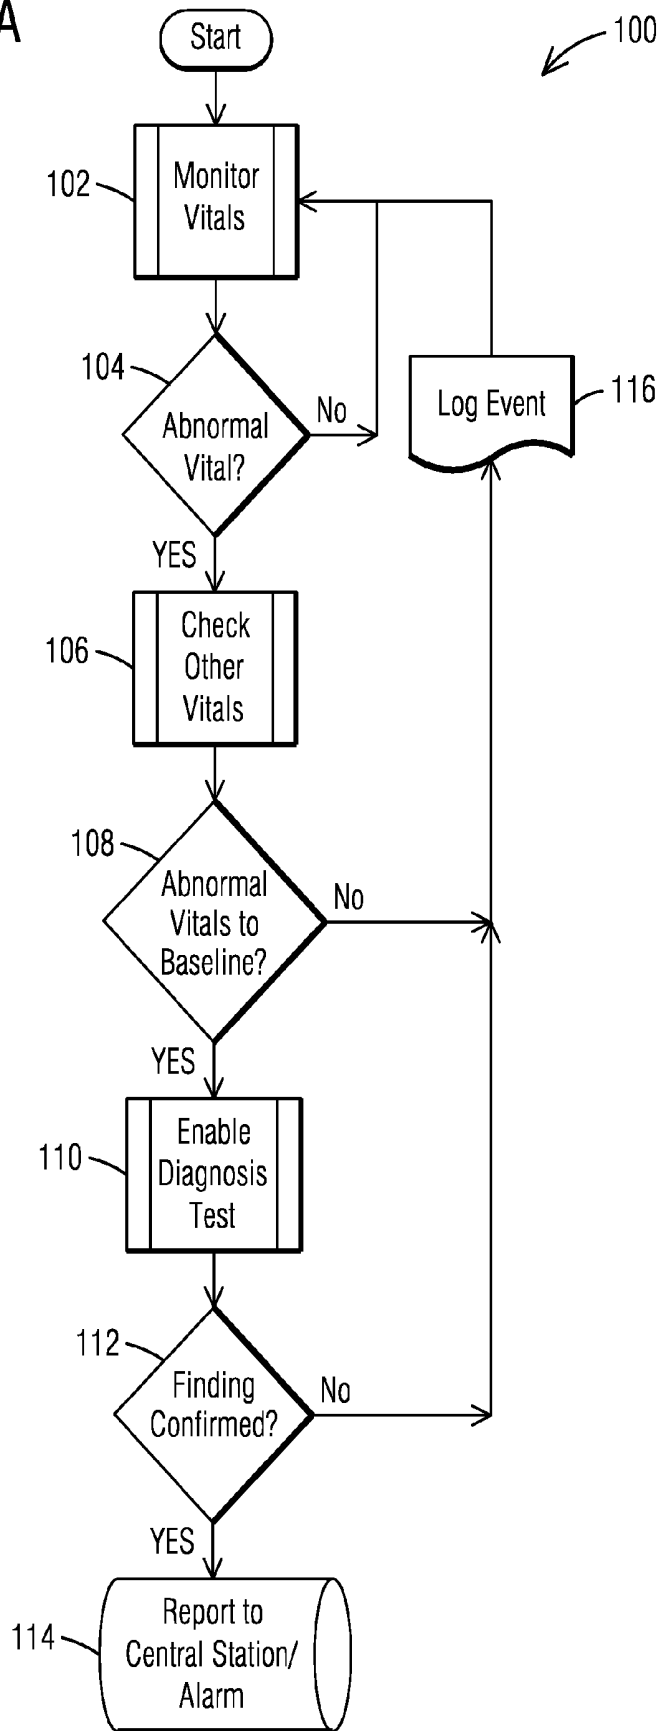 A
Start
100
102
Monitor
Vitals
104
Abnormal
Vital?
No
Log Event
116
YES
106
Check
Other
Vitals
108
Abnormal
Vitals to
Baseline?
No
YES
110
Enable
Diagnosis
Test
112
Finding
Confirmed?
No
YES
114
Report to
Central Station/
Alarm